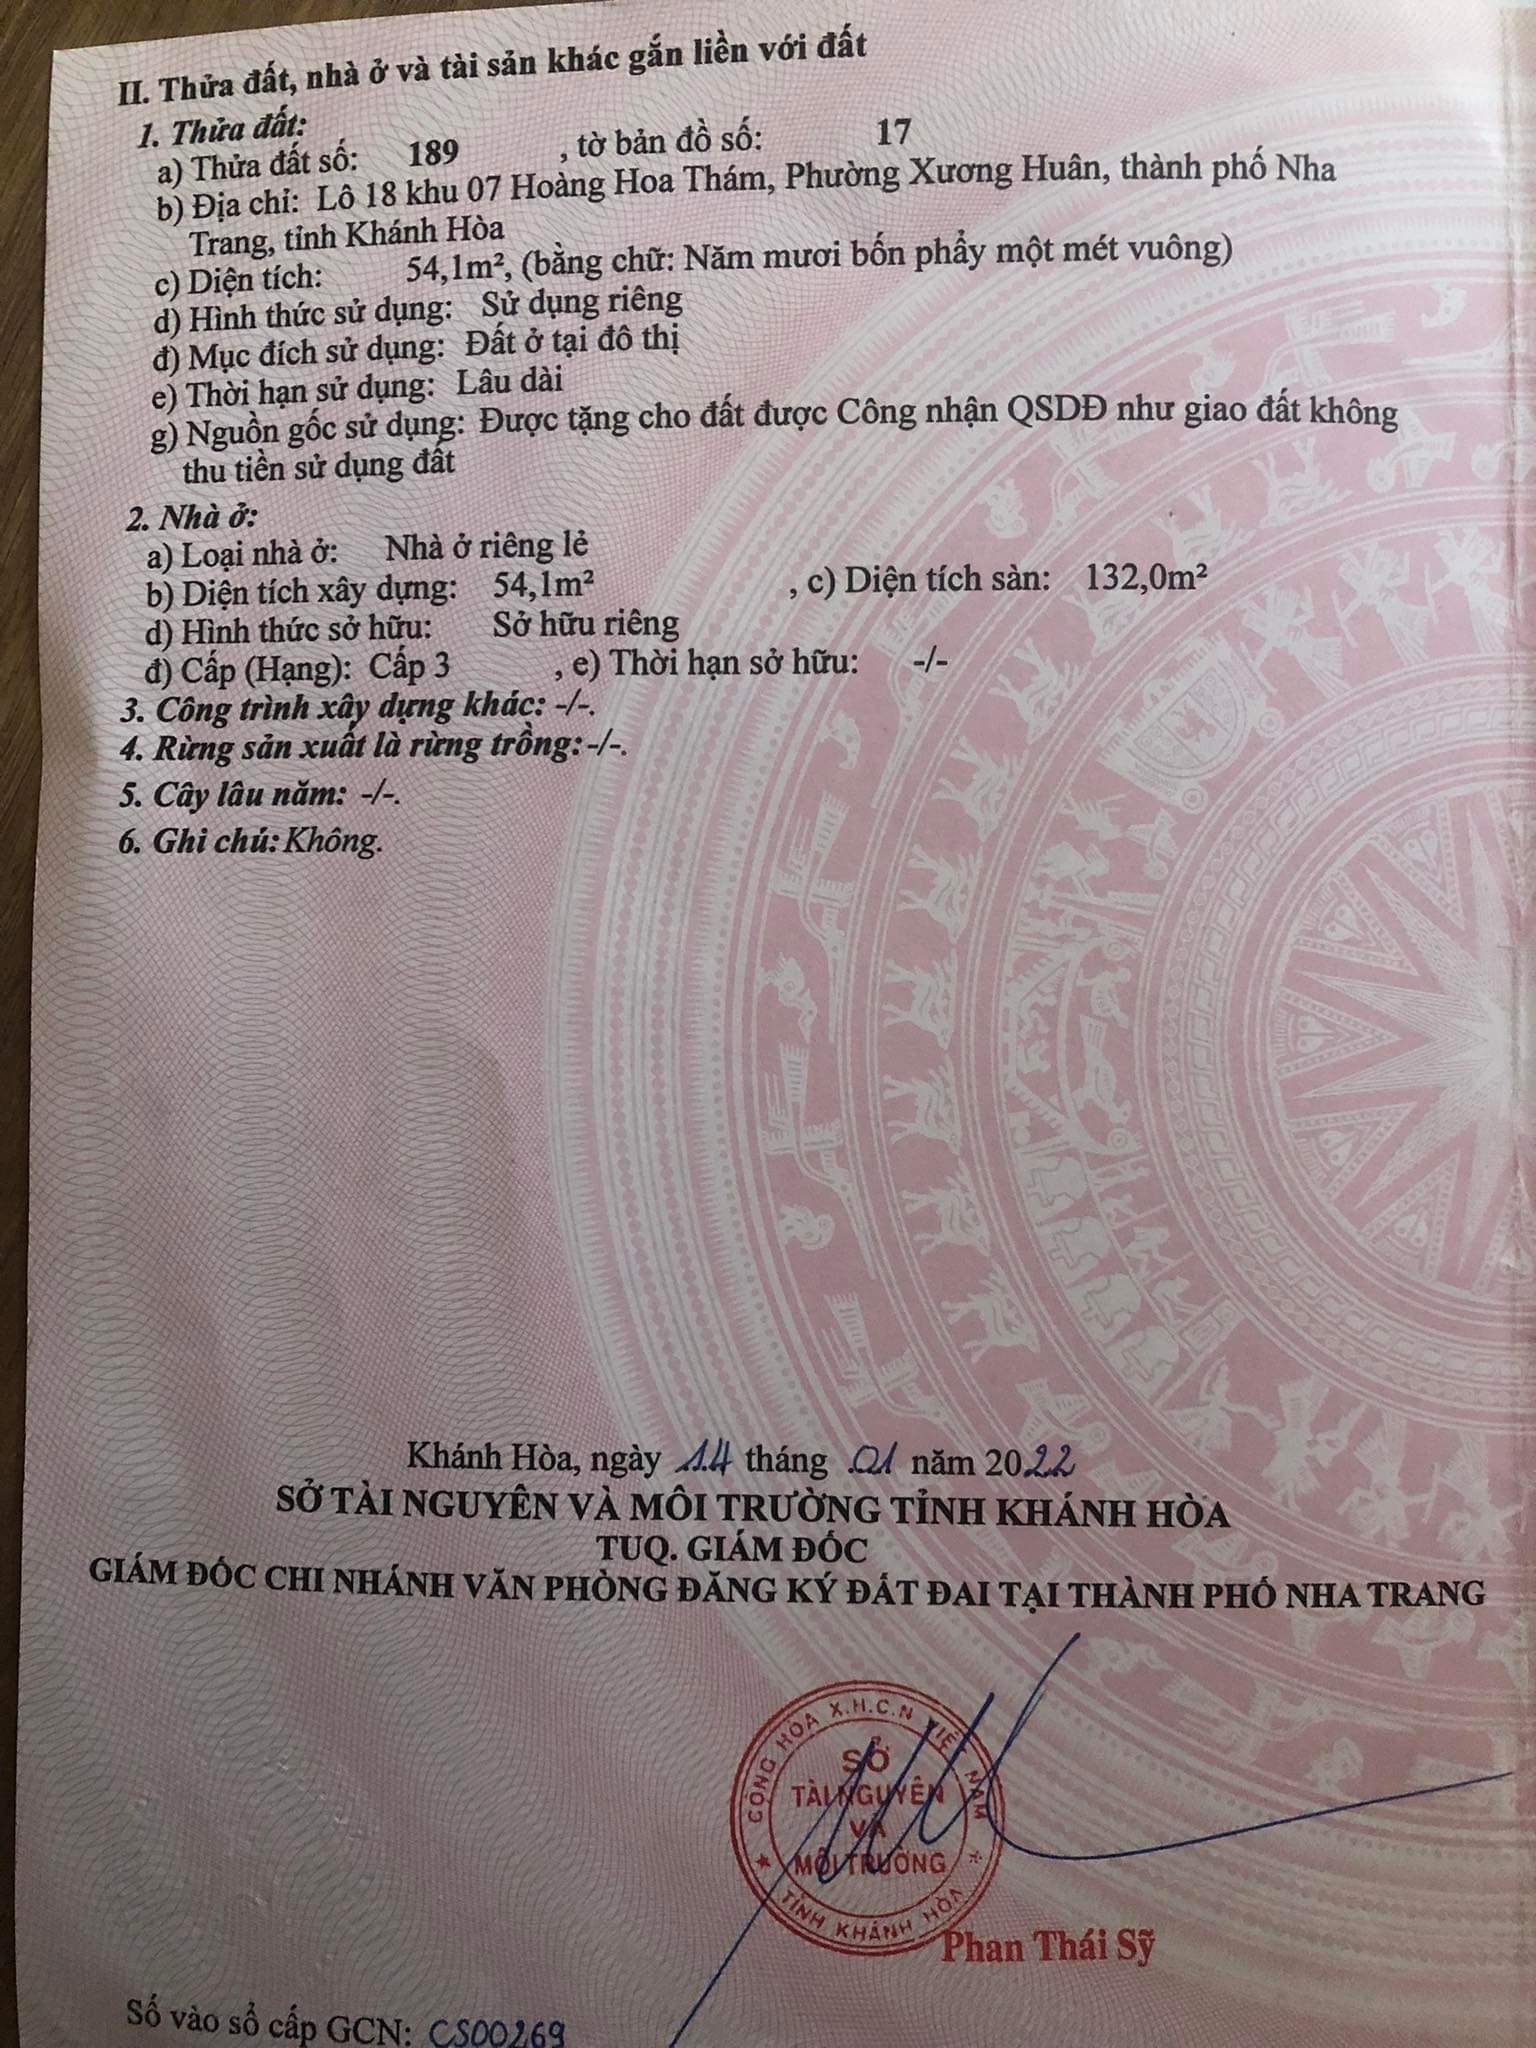 II. Thửa đất, nhà ở và tài sản khác gắn liền với đất
1. Thửa đất:
a) Thửa đất số: 189 , tờ bản đồ số: 17
b) Địa chỉ: Lô 18 khu 07 Hoàng Hoa Thám, Phường Xương Huân, thành phố Nha
Trang, tỉnh Khánh Hòa
c) Diện tích: 54,1m², (bằng chữ: Năm mươi bốn phẩy một mét vuông)
d) Hình thức sử dụng: Sử dụng riêng
đ) Mục đích sử dụng: Đất ở tại đô thị
e) Thời hạn sử dụng: Lâu dài
g) Nguồn gốc sử dụng: Được tặng cho đất được Công nhận QSDĐ như giao đất không
thu tiền sử dụng đất
2. Nhà ở:
a) Loại nhà ở: Nhà ở riêng lẻ
b) Diện tích xây dựng: 54,1m² , c) Diện tích sàn: 132,0m²
d) Hình thức sở hữu: Sở hữu riêng
đ) Cấp (Hạng): Cấp 3 , e) Thời hạn sở hữu: -/-
3. Công trình xây dựng khác: -/-.
4. Rừng sản xuất là rừng trồng: -/-.
5. Cây lâu năm: -/-.
6. Ghi chú: Không.
Khánh Hòa, ngày 14 tháng 01 năm 2022
SỞ TÀI NGUYÊN VÀ MÔI TRƯỜNG TỈNH KHÁNH HÒA
TUQ. GIÁM ĐỐC
GIÁM ĐỐC CHI NHÁNH VĂN PHÒNG ĐĂNG KÝ ĐẤT ĐAI TẠI THÀNH PHỐ NHA TRANG
CỘNG HÒA X.H.C.N VIỆT NAM
SỞ
TÀI NGUYÊN
VÀ
MÔI TRƯỜNG
TỈNH KHÁNH HÒA
Phan Thái Sỹ
Số vào sổ cấp GCN: CS00269